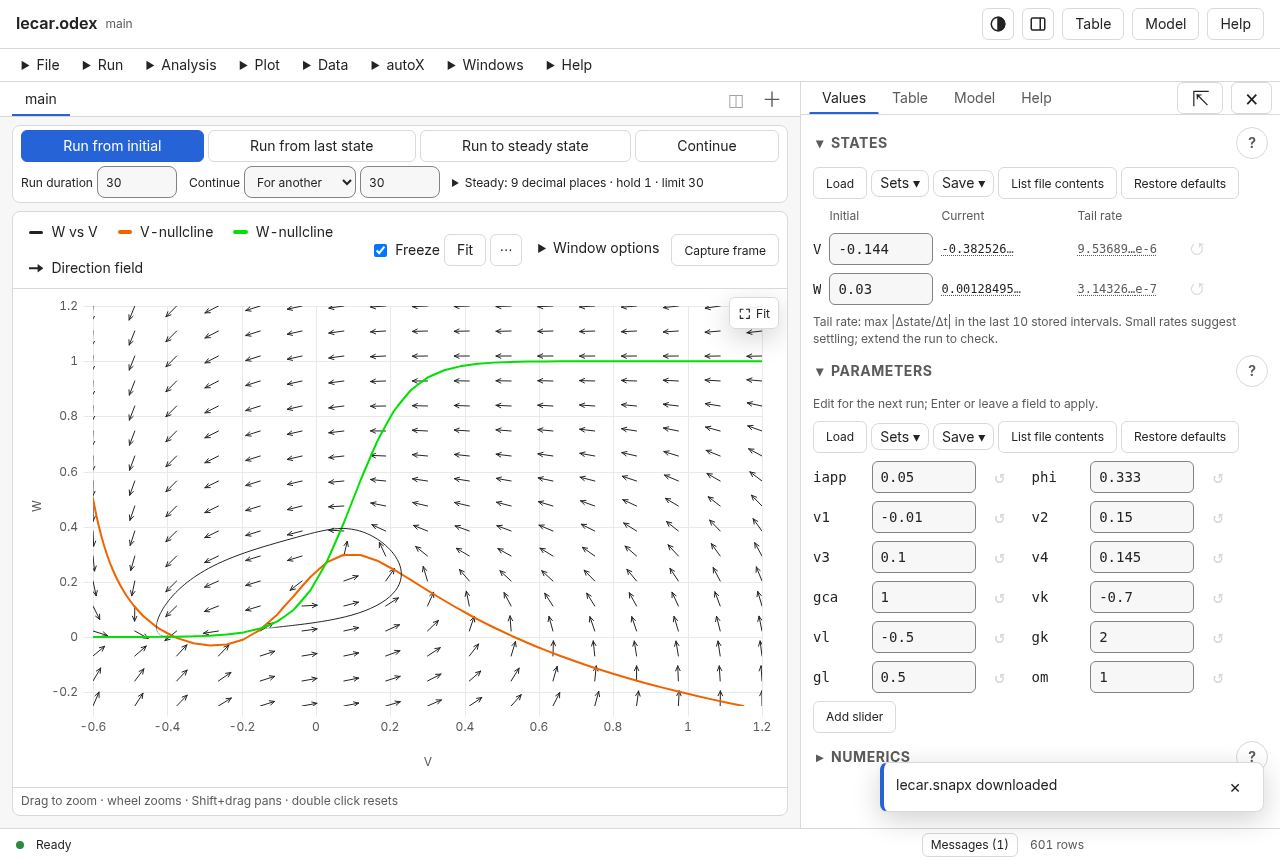 lecar.odex main
Table Model Help
File Run Analysis Plot Data autoX Windows Help
main
Run from initial Run from last state Run to steady state Continue
Run duration 30 Continue For another 30 Steady: 9 decimal places · hold 1 · limit 30
W vs V V-nullcline W-nullcline
Direction field
Freeze Fit ... Window options Capture frame
Fit
1.2
1
0.8
0.6
0.4
0.2
0
-0.2
W
-0.6 -0.4 -0.2 0 0.2 0.4 0.6 0.8 1 1.2
V
Drag to zoom · wheel zooms · Shift+drag pans · double click resets
Values Table Model Help
STATES ?
Load Sets Save List file contents Restore defaults
Initial Current Tail rate
V -0.144 -0.382526… 9.53689…e-6
W 0.03 0.00128495… 3.14326…e-7
Tail rate: max |Δstate/Δt| in the last 10 stored intervals. Small rates suggest
settling; extend the run to check.
PARAMETERS ?
Edit for the next run; Enter or leave a field to apply.
Load Sets Save List file contents Restore defaults
iapp 0.05 phi 0.333
v1 -0.01 v2 0.15
v3 0.1 v4 0.145
gca 1 vk -0.7
vl -0.5 gk 2
gl 0.5 om 1
Add slider
NUMERICS ?
lecar.snapx downloaded
Ready Messages (1) 601 rows